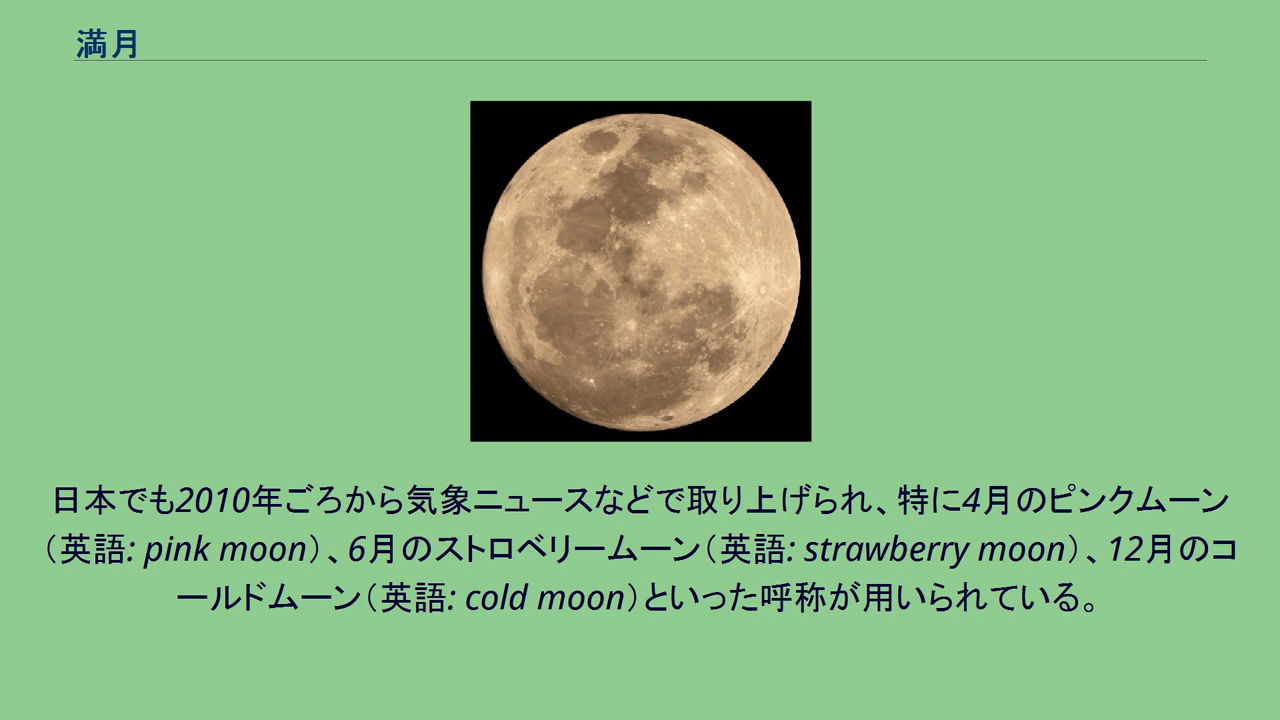 満月
日本でも2010年ごろから気象ニュースなどで取り上げられ、特に4月のピンクムーン
（英語: pink moon）、6月のストロベリームーン（英語: strawberry moon）、12月のコ
ールドムーン（英語: cold moon）といった呼称が用いられている。